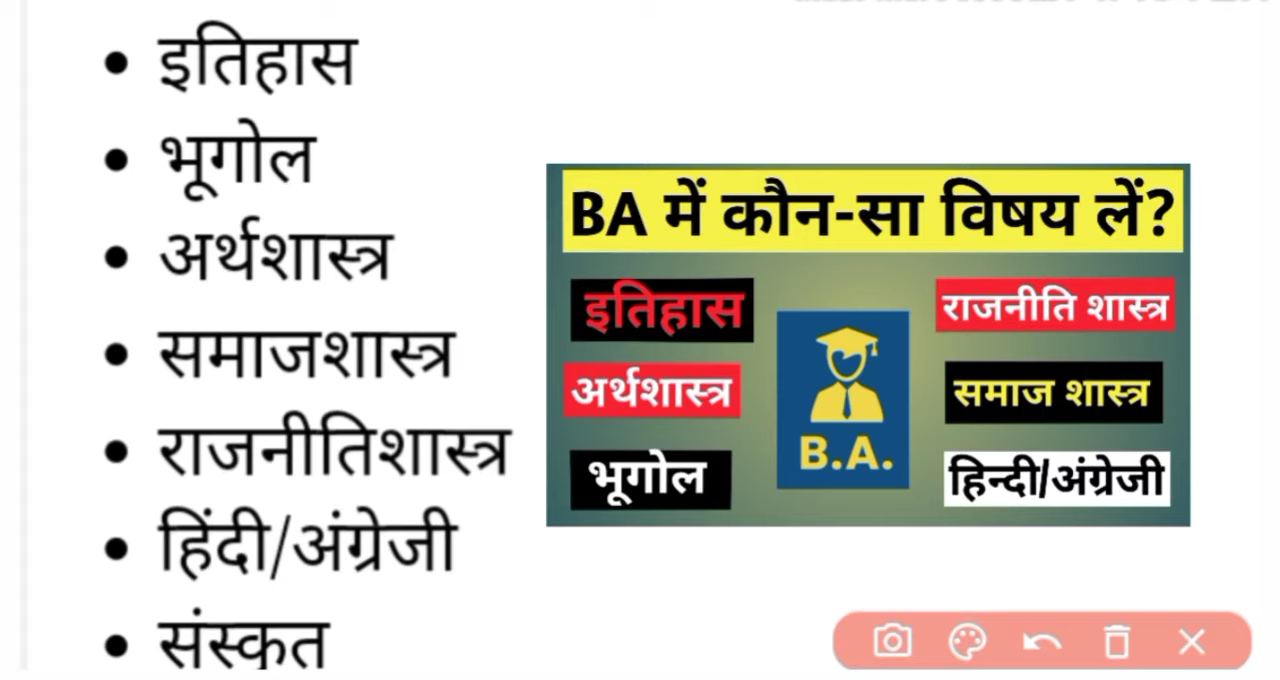 इतिहास
भूगोल
अर्थशास्त्र
समाजशास्त्र
राजनीतिशास्त्र
हिंदी/अंग्रेजी
संस्कृत
BA में कौन-सा विषय लें?
इतिहास
राजनीति शास्त्र
अर्थशास्त्र
समाज शास्त्र
B.A.
भूगोल
हिन्दी/अंग्रेजी